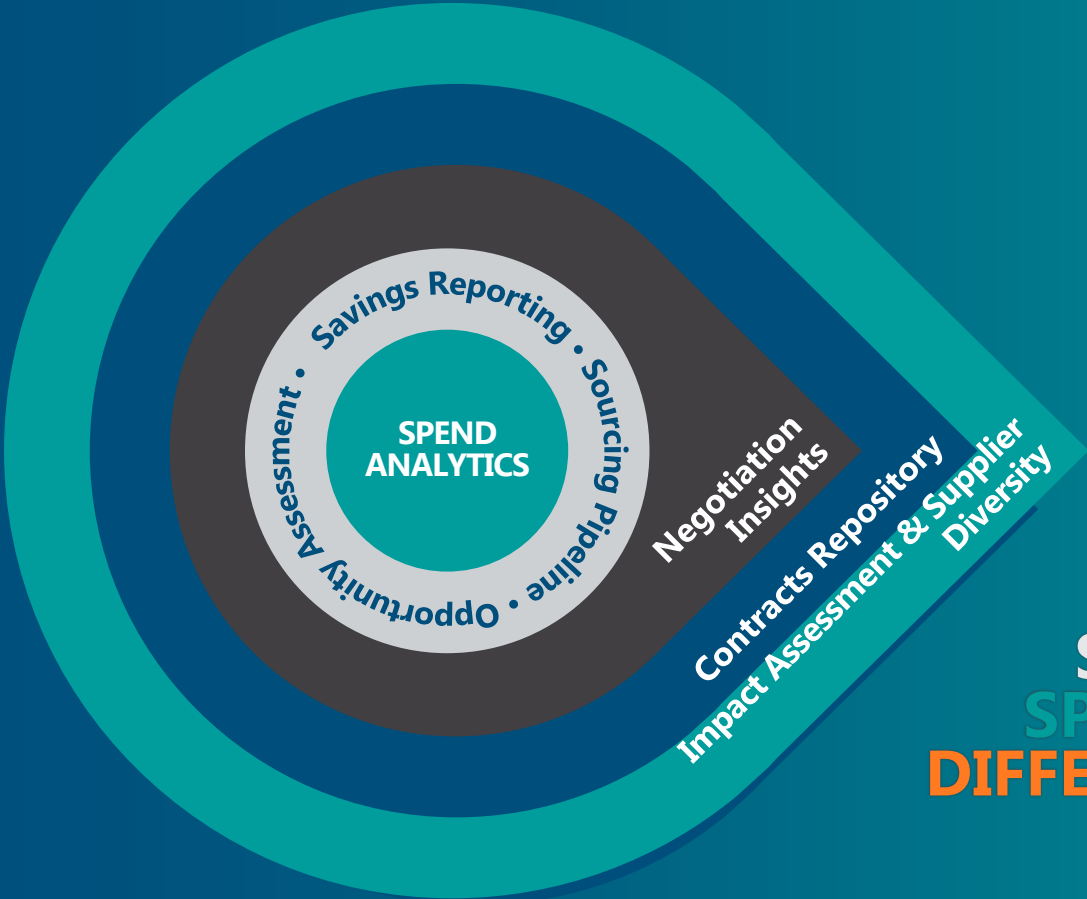 SPEND
ANALYTICS
Savings Reporting • Sourcing Pipeline • Opportunity Assessment •
Negotiation
Insights
Contracts Repository
Impact Assessment & Supplier
Diversity